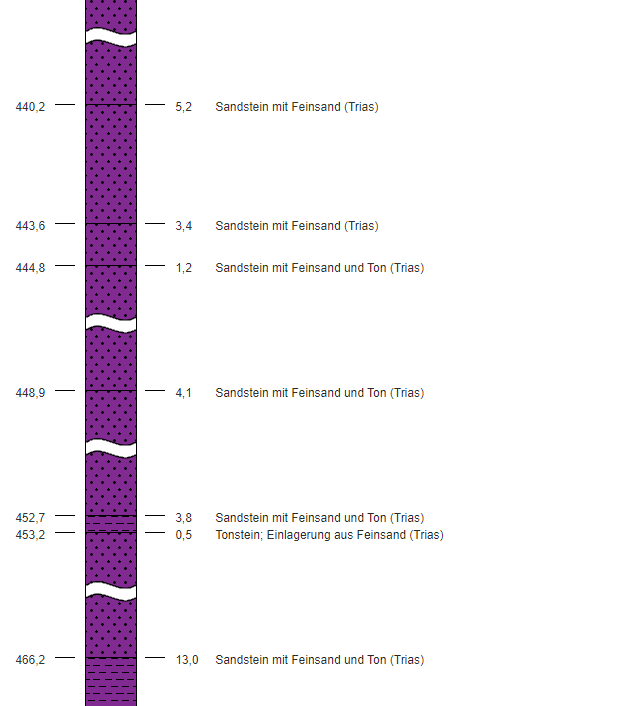 440,2 5,2 Sandstein mit Feinsand (Trias)
443,6 3,4 Sandstein mit Feinsand (Trias)
444,8 1,2 Sandstein mit Feinsand und Ton (Trias)
448,9 4,1 Sandstein mit Feinsand und Ton (Trias)
452,7 3,8 Sandstein mit Feinsand und Ton (Trias)
453,2 0,5 Tonstein; Einlagerung aus Feinsand (Trias)
466,2 13,0 Sandstein mit Feinsand und Ton (Trias)